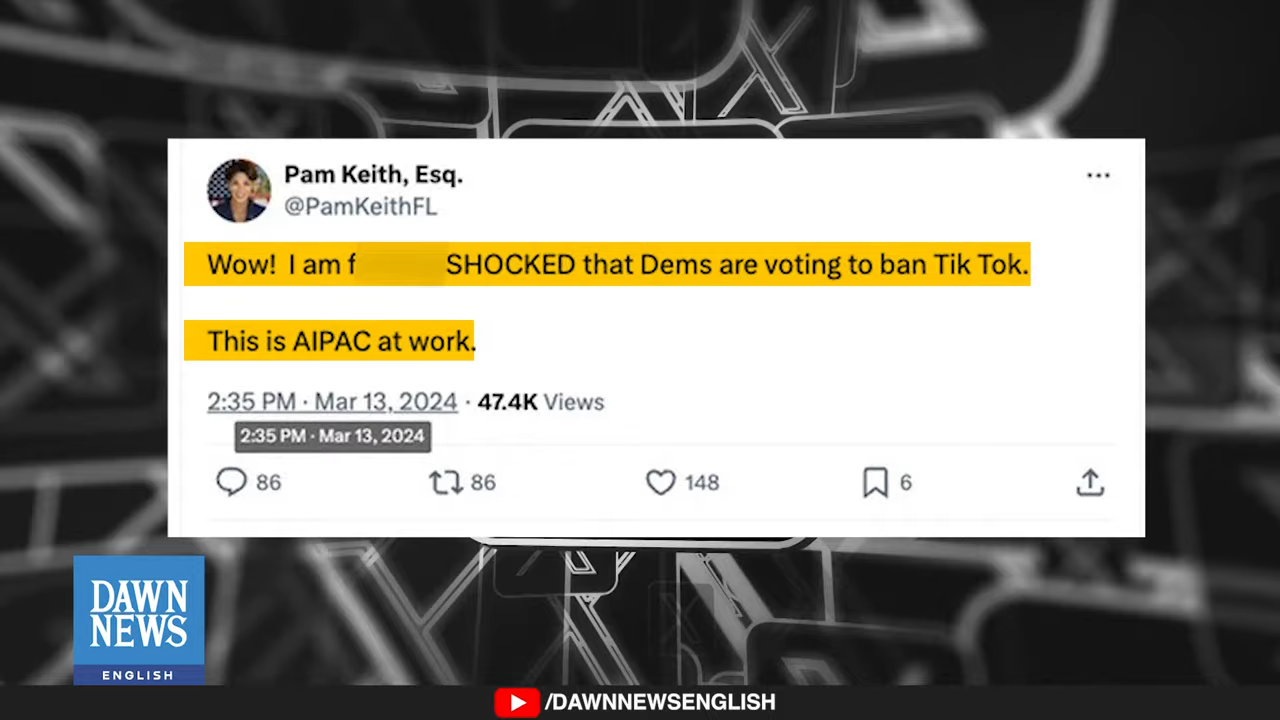 Pam Keith, Esq.
@PamKeithFL
Wow! I am f SHOCKED that Dems are voting to ban Tik Tok.
This is AIPAC at work.
2:35 PM · Mar 13, 2024 · 47.4K Views
2:35 PM · Mar 13, 2024
86 86 148 6
DAWN
NEWS
ENGLISH
/DAWNNEWSENGLISH